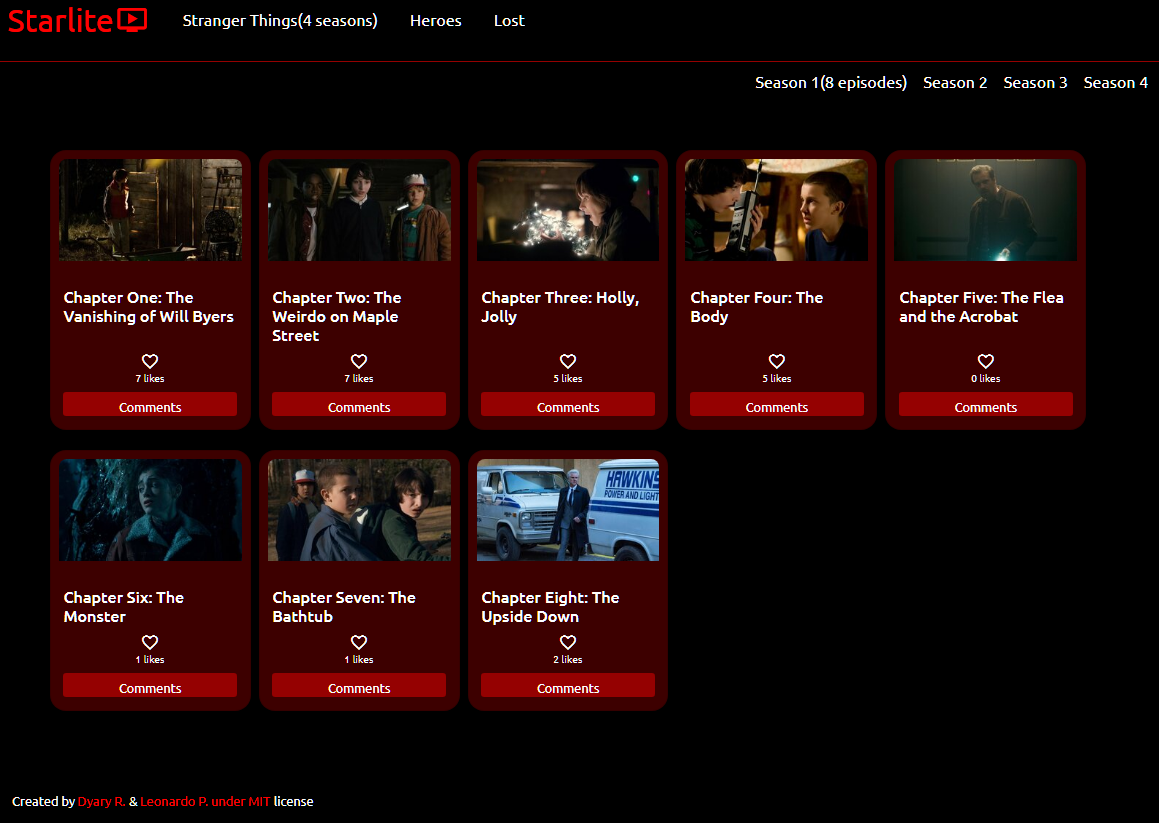 Starlite
Stranger Things(4 seasons) Heroes Lost
Season 1(8 episodes) Season 2 Season 3 Season 4
Chapter One: The
Vanishing of Will Byers
7 likes
Comments
Chapter Two: The
Weirdo on Maple
Street
7 likes
Comments
Chapter Three: Holly,
Jolly
5 likes
Comments
Chapter Four: The
Body
5 likes
Comments
Chapter Five: The Flea
and the Acrobat
0 likes
Comments
Chapter Six: The
Monster
1 likes
Comments
Chapter Seven: The
Bathtub
1 likes
Comments
HAWKINS
POWER AND LIGHT
Chapter Eight: The
Upside Down
2 likes
Comments
Created by Dyary R. & Leonardo P. under MIT license